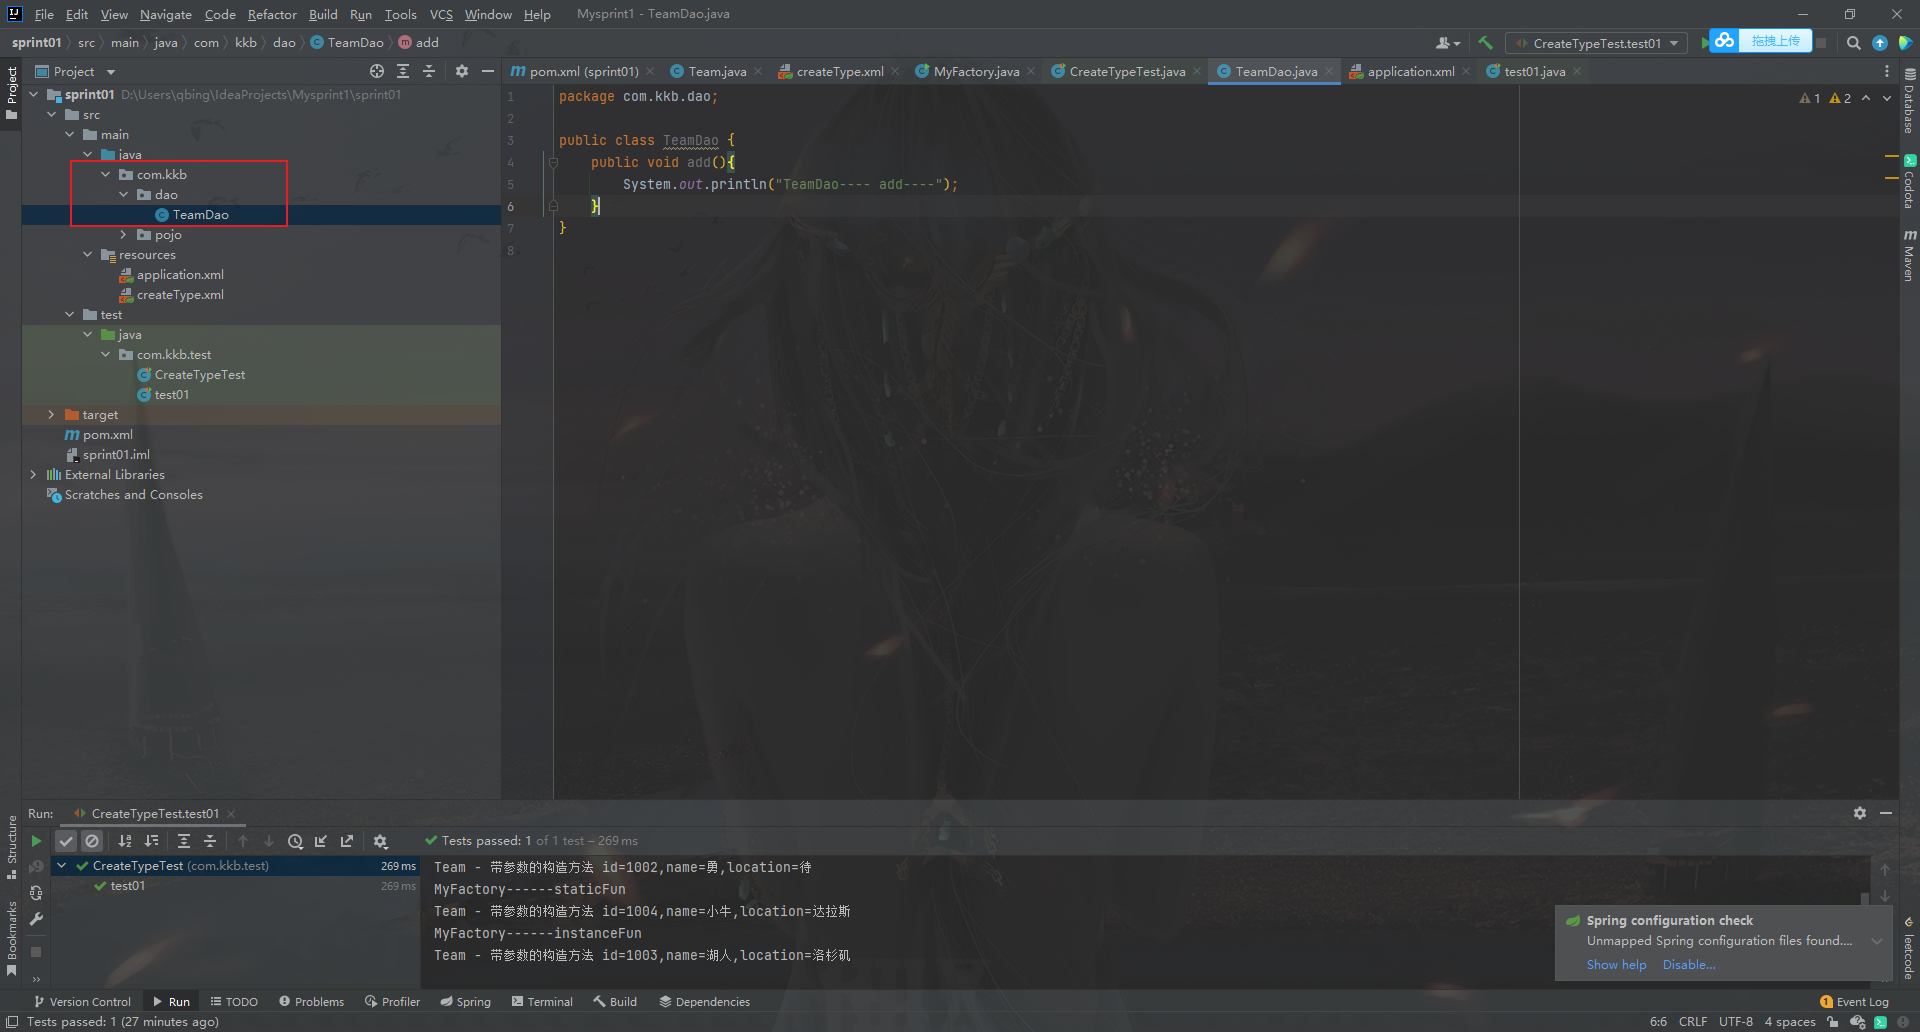 File Edit View Navigate Code Refactor Build Run Tools VCS Window Help Mysprint1 - TeamDao.java
sprint01 src main java com kkb dao TeamDao add
CreateTypeTest.test01
拖拽上传
Project
pom.xml (sprint01) Team.java createType.xml MyFactory.java CreateTypeTest.java TeamDao.java application.xml test01.java
Project
sprint01 D:\Users\qbing\IdeaProjects\Mysprint1\sprint01
src
main
java
com.kkb
dao
TeamDao
pojo
resources
application.xml
createType.xml
test
java
com.kkb.test
CreateTypeTest
test01
target
pom.xml
sprint01.iml
External Libraries
Scratches and Consoles
1 package com.kkb.dao;
2
3 public class TeamDao {
4 public void add(){
5 System.out.println("TeamDao---- add----");
6 }
7 }
8
1 2
Database
Codota
Maven
leetcode
Structure
Bookmarks
Run: CreateTypeTest.test01
Tests passed: 1 of 1 test – 269 ms
CreateTypeTest (com.kkb.test) 269 ms
test01 269 ms
Team - 带参数的构造方法 id=1002,name=勇,location=待
MyFactory------staticFun
Team - 带参数的构造方法 id=1004,name=小牛,location=达拉斯
MyFactory------instanceFun
Team - 带参数的构造方法 id=1003,name=湖人,location=洛杉矶
Spring configuration check
Unmapped Spring configuration files found....
Show help Disable...
Version Control Run TODO Problems Profiler Spring Terminal Build Dependencies
1 Event Log
Tests passed: 1 (27 minutes ago)
6:6 CRLF UTF-8 4 spaces